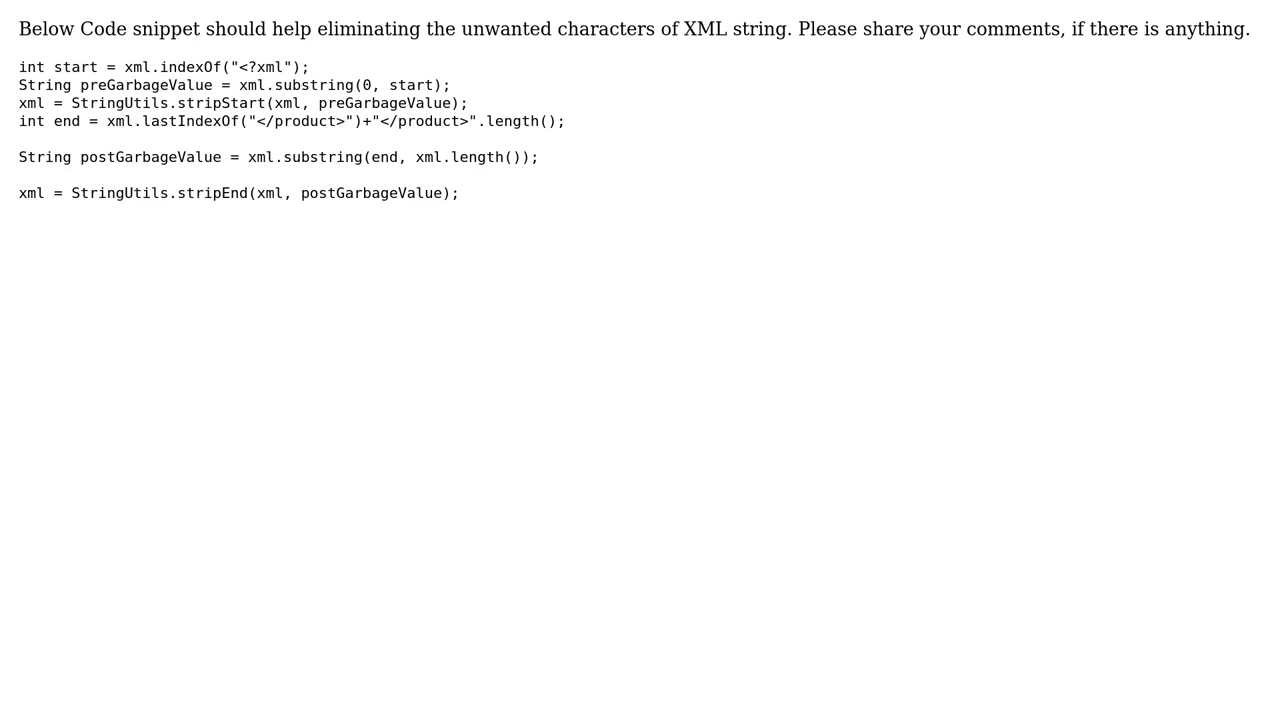 Below Code snippet should help eliminating the unwanted characters of XML string. Please share your comments, if there is anything.
int start = xml.indexOf("<?xml");
String preGarbageValue = xml.substring(0, start);
xml = StringUtils.stripStart(xml, preGarbageValue);
int end = xml.lastIndexOf("</product>")+"</product>".length();
String postGarbageValue = xml.substring(end, xml.length());
xml = StringUtils.stripEnd(xml, postGarbageValue);